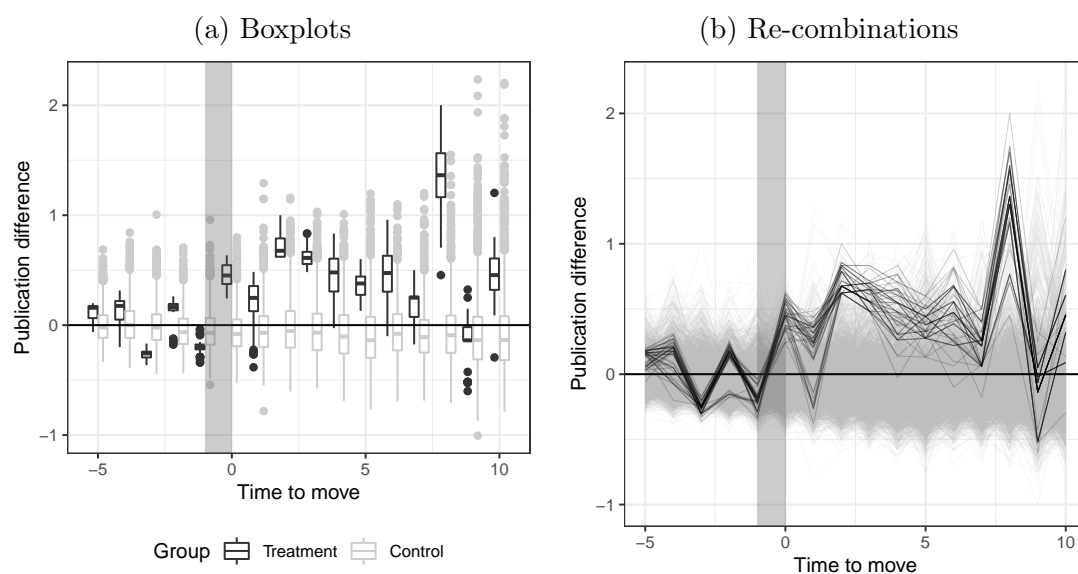 (a) Boxplots
Publication difference
2
1
0
−1
−5
0
5
10
Time to move
Group
Treatment
Control
(b) Re-combinations
Publication difference
2
1
0
−1
−5
0
5
10
Time to move